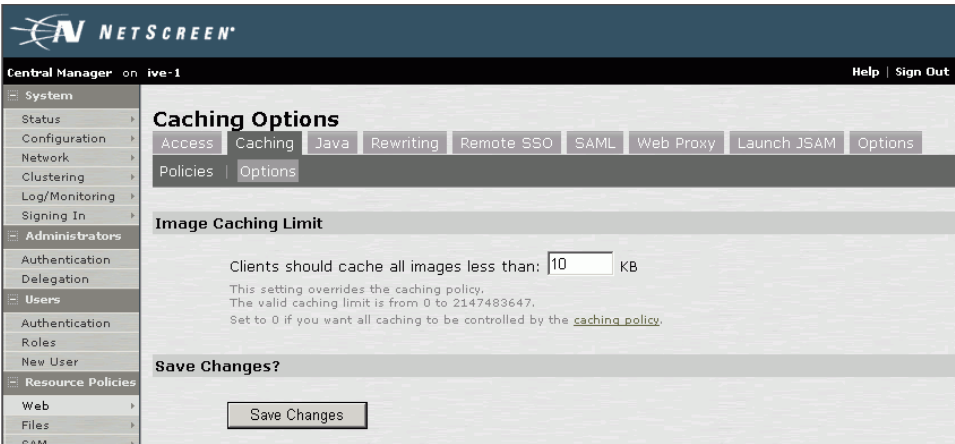 NETSCREEN
Central Manager on ive-1
Help | Sign Out
System
Status
Configuration
Network
Clustering
Log/Monitoring
Signing In
Administrators
Authentication
Delegation
Users
Authentication
Roles
New User
Resource Policies
Web
Files
SAM
Caching Options
Access Caching Java Rewriting Remote SSO SAML Web Proxy Launch JSAM Options
Policies | Options
Image Caching Limit
Clients should cache all images less than: 10 KB
This setting overrides the caching policy.
The valid caching limit is from 0 to 2147483647.
Set to 0 if you want all caching to be controlled by the caching policy.
Save Changes?
Save Changes